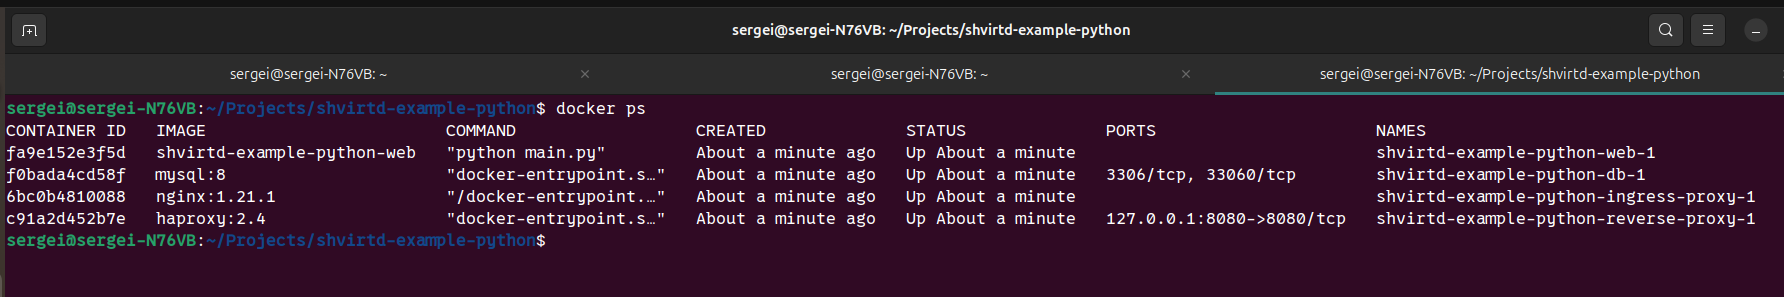 sergei@sergei-N76VB: ~/Projects/shvirtd-example-python
sergei@sergei-N76VB: ~ × sergei@sergei-N76VB: ~ × sergei@sergei-N76VB: ~/Projects/shvirtd-example-python
sergei@sergei-N76VB:~/Projects/shvirtd-example-python$ docker ps
CONTAINER ID IMAGE COMMAND CREATED STATUS PORTS NAMES
fa9e152e3f5d shvirtd-example-python-web "python main.py" About a minute ago Up About a minute shvirtd-example-python-web-1
f0bada4cd58f mysql:8 "docker-entrypoint.s…" About a minute ago Up About a minute 3306/tcp, 33060/tcp shvirtd-example-python-db-1
6bc0b4810088 nginx:1.21.1 "/docker-entrypoint.…" About a minute ago Up About a minute shvirtd-example-python-ingress-proxy-1
c91a2d452b7e haproxy:2.4 "docker-entrypoint.s…" About a minute ago Up About a minute 127.0.0.1:8080->8080/tcp shvirtd-example-python-reverse-proxy-1
sergei@sergei-N76VB:~/Projects/shvirtd-example-python$